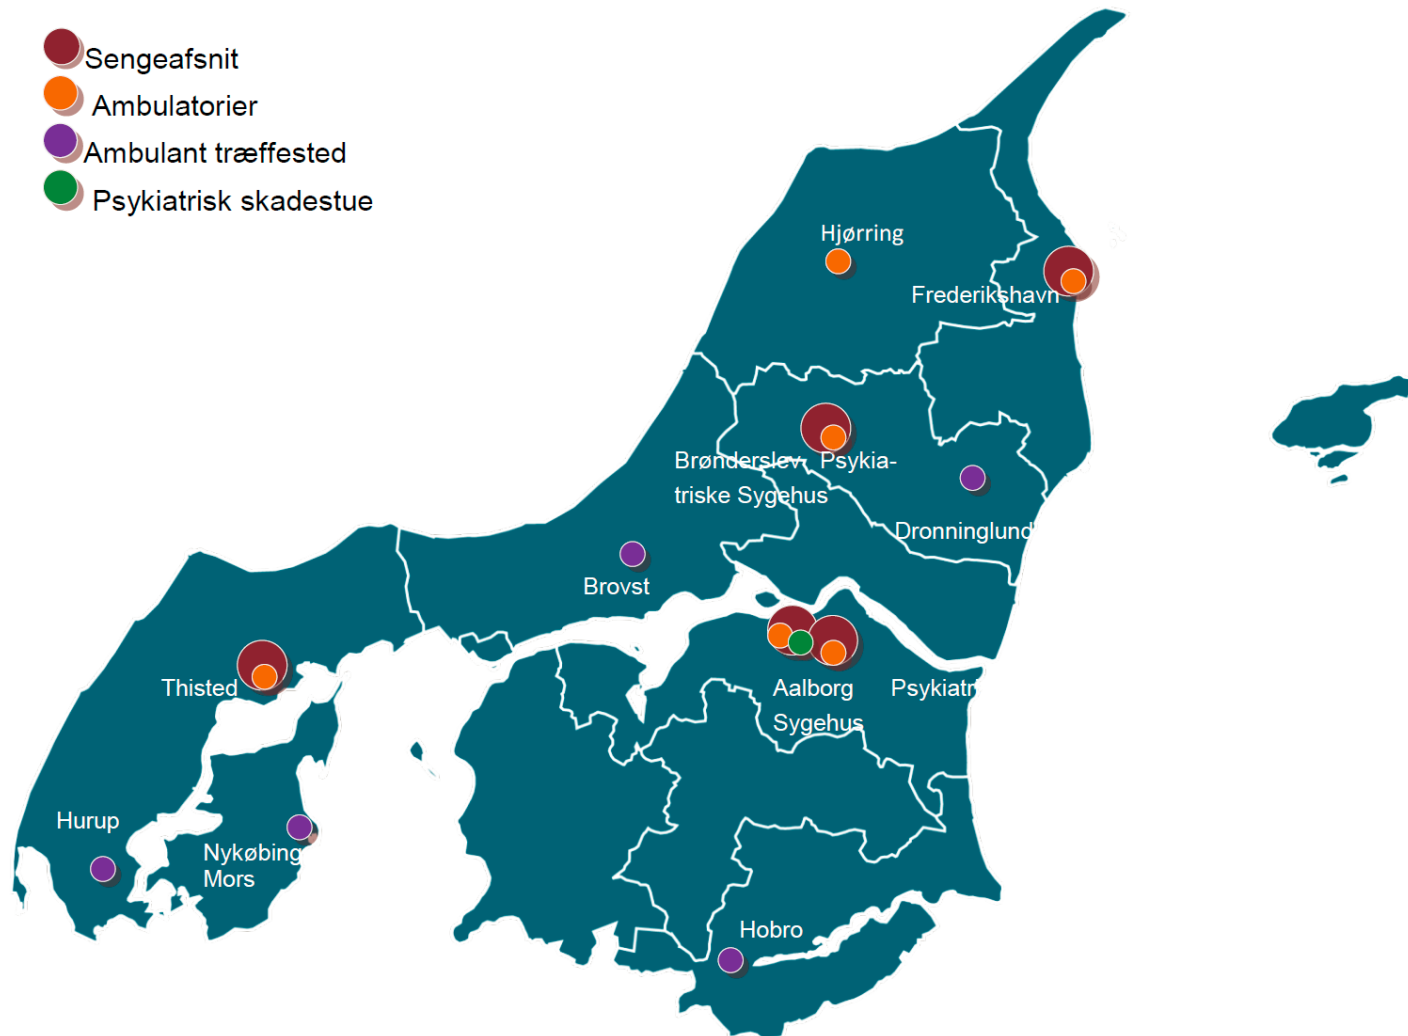 Sengeafsnit
Ambulatorier
Ambulant træffested
Psykiatrisk skadestue
Hjørring
Frederikshavn
Brønderslev Psykia-
triske Sygehus
Dronninglund
Brovst
Thisted
Aalborg Psykiatri
Sygehus
Hurup
Nykøbing
Mors
Hobro